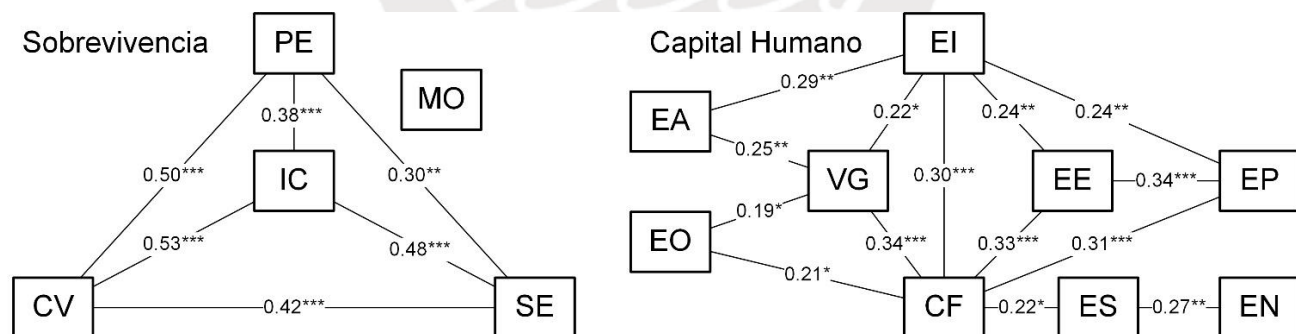 Sobrevivencia
PE
MO
0.38***
IC
0.50***
0.30**
0.53***
0.48***
CV
0.42***
SE
Capital Humano
EI
0.29**
EA
0.22*
0.24**
0.24**
0.25**
VG
0.30***
EE
0.34***
EP
0.19*
EO
0.34***
0.33***
0.31***
0.21*
CF
0.22*
ES
0.27**
EN